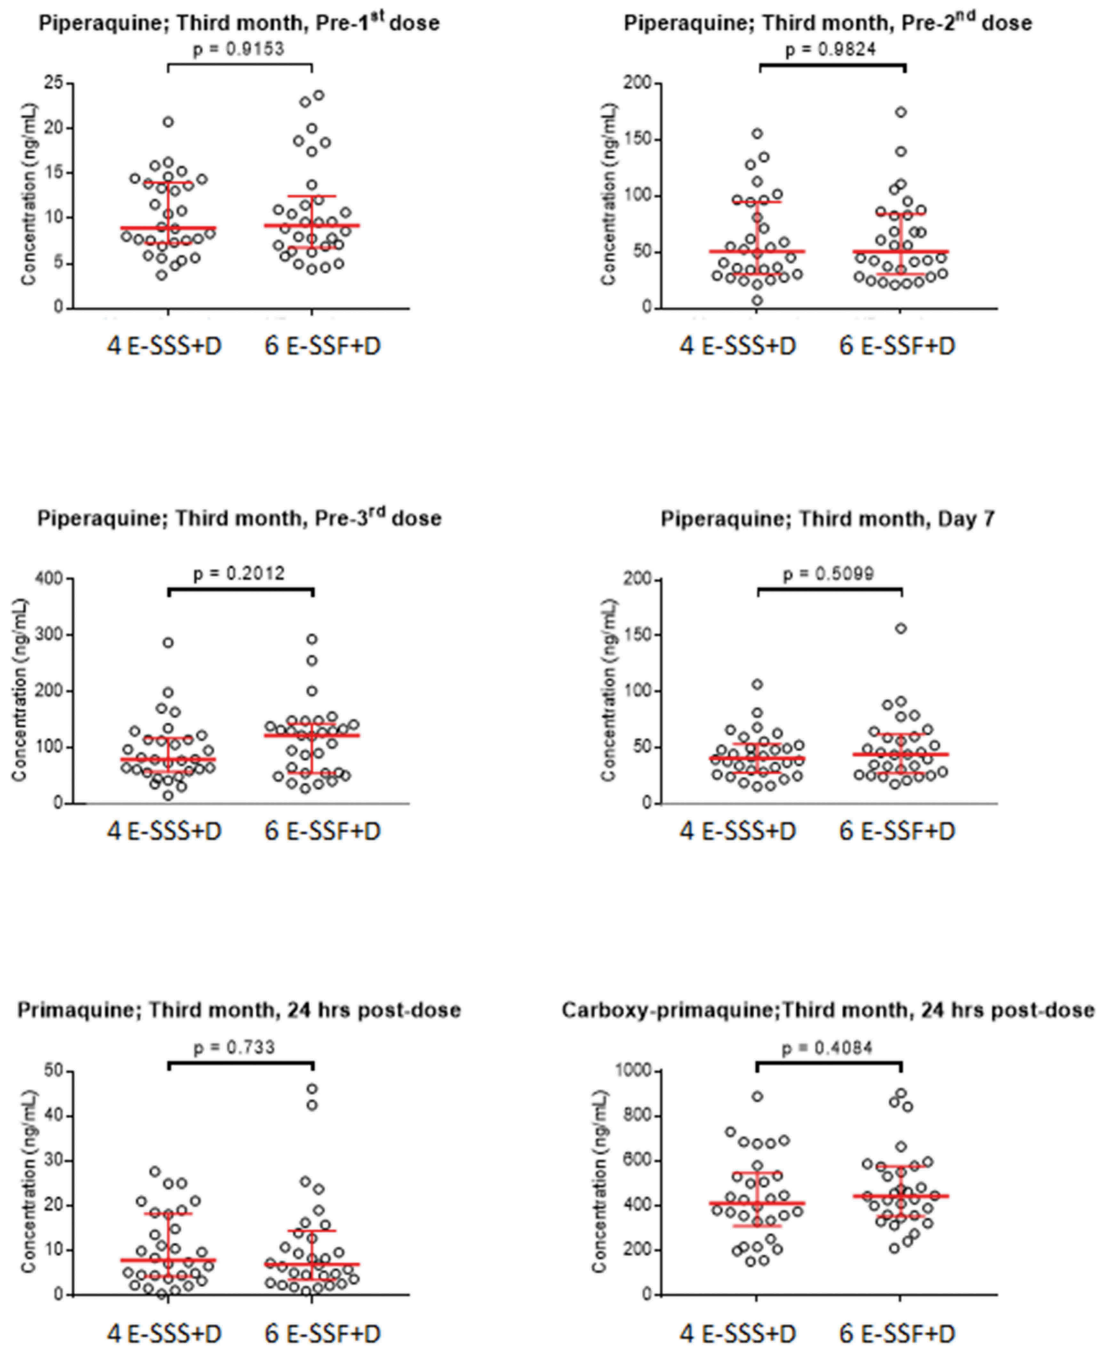 Piperaquine; Third month, Pre-1st dose
p = 0.9153
Concentration (ng/mL)
25
20
15
10
5
0
4 E-SSS+D 6 E-SSF+D
Piperaquine; Third month, Pre-2nd dose
p = 0.9824
Concentration (ng/mL)
200
150
100
50
0
4 E-SSS+D 6 E-SSF+D
Piperaquine; Third month, Pre-3rd dose
p = 0.2012
Concentration (ng/mL)
400
300
200
100
0
4 E-SSS+D 6 E-SSF+D
Piperaquine; Third month, Day 7
p = 0.5099
Concentration (ng/mL)
200
150
100
50
0
4 E-SSS+D 6 E-SSF+D
Primaquine; Third month, 24 hrs post-dose
p = 0.733
Concentration (ng/mL)
50
40
30
20
10
0
4 E-SSS+D 6 E-SSF+D
Carboxy-primaquine;Third month, 24 hrs post-dose
p = 0.4084
Concentration (ng/mL)
1000
800
600
400
200
0
4 E-SSS+D 6 E-SSF+D